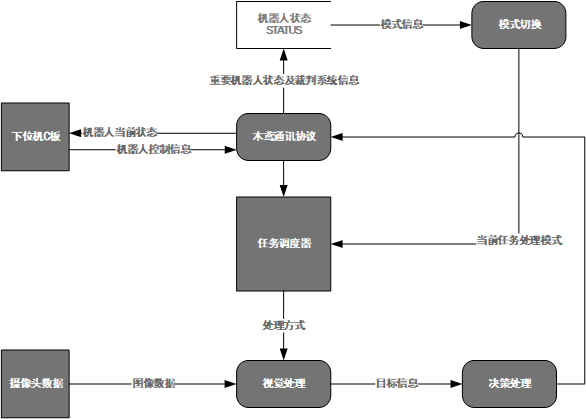 机器人状态
STATUS
模式信息
模式切换
重要机器人状态及裁判系统信息
下位机C板
机器人当前状态
机器人控制信息
木鸢通讯协议
任务调度器
当前任务处理模式
处理方式
摄像头数据
图像数据
视觉处理
目标信息
决策处理